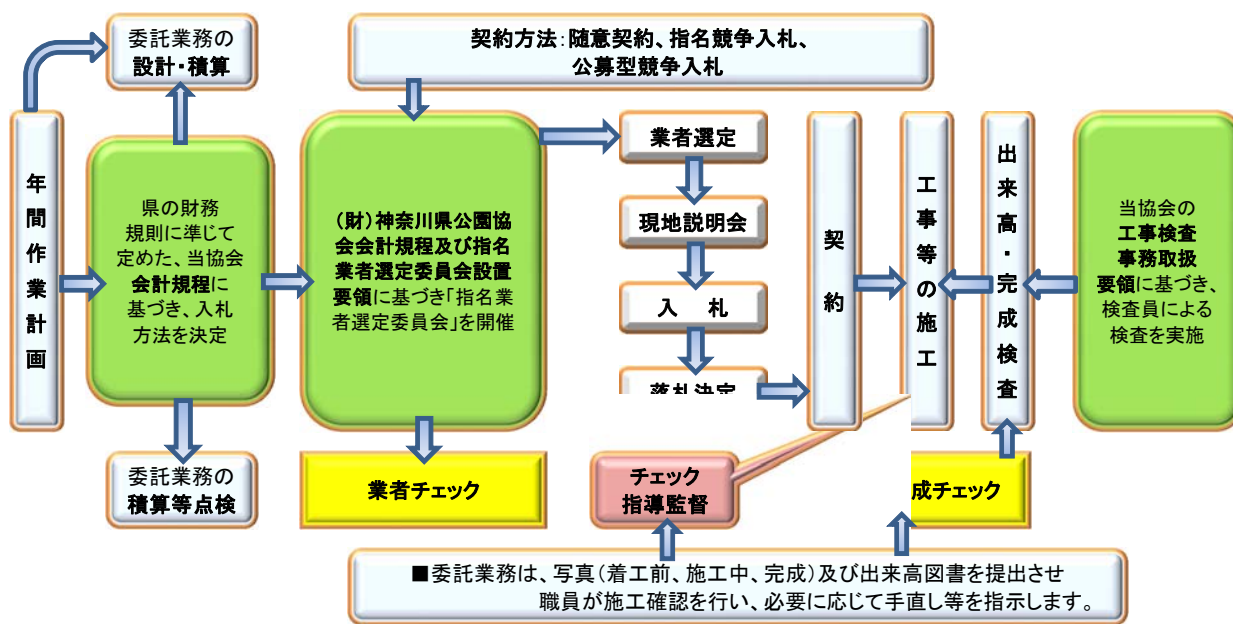 委託業務の
設計・積算
契約方法：随意契約、指名競争入札、
公募型競争入札
年間作業計画
県の財務
規則に準じて
定めた、当協会
会計規程に
基づき、入札
方法を決定
(財)神奈川県公園協
会会計規程及び指名
業者選定委員会設置
要領に基づき「指名業
者選定委員会」を開催
業者選定
現地説明会
入　札
落札決定
契約
工事等の施工
出来高・完成検査
当協会の
工事検査
事務取扱
要領に基づき、
検査員による
検査を実施
委託業務の
積算等点検
業者チェック
チェック
指導監督
成チェック
■委託業務は、写真(着工前、施工中、完成)及び出来高図書を提出させ
職員が施工確認を行い、必要に応じて手直し等を指示します。